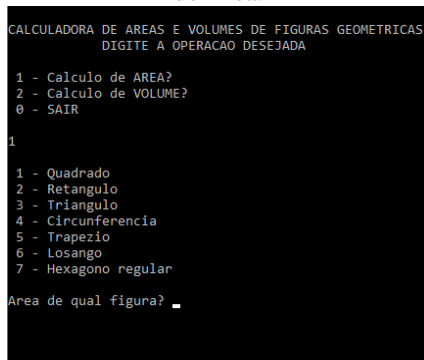 CALCULADORA DE AREAS E VOLUMES DE FIGURAS GEOMETRICAS
DIGITE A OPERACAO DESEJADA
1 - Calculo de AREA?
2 - Calculo de VOLUME?
0 - SAIR
1
1 - Quadrado
2 - Retangulo
3 - Triangulo
4 - Circunferencia
5 - Trapezio
6 - Losango
7 - Hexagono regular
Area de qual figura?